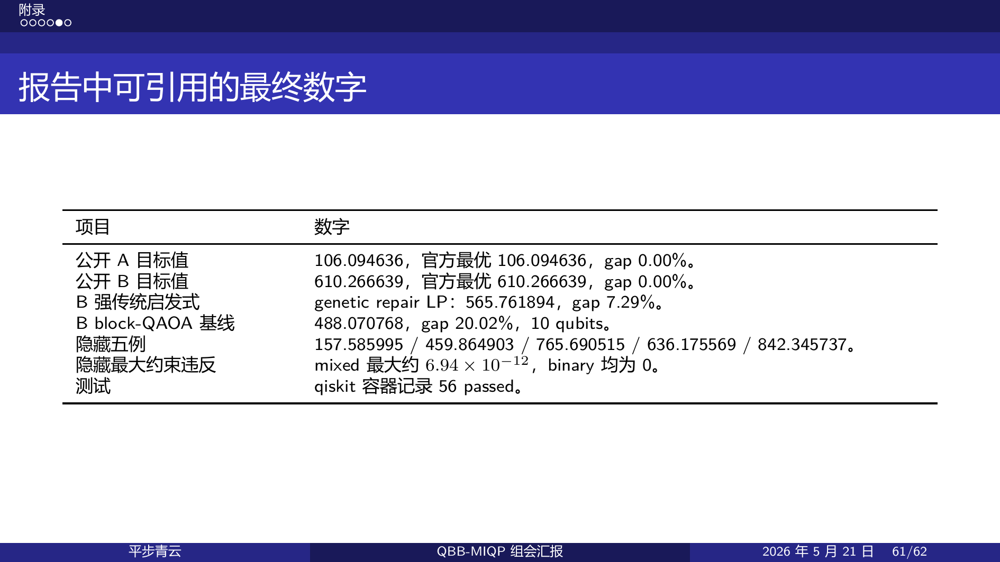 附录
报告中可引用的最终数字
项目 数字
公开 A 目标值 106.094636，官方最优 106.094636，gap 0.00%。
公开 B 目标值 610.266639，官方最优 610.266639，gap 0.00%。
B 强传统启发式 genetic repair LP：565.761894，gap 7.29%。
B block-QAOA 基线 488.070768，gap 20.02%，10 qubits。
隐藏五例 157.585995 / 459.864903 / 765.690515 / 636.175569 / 842.345737。
隐藏最大约束违反 mixed 最大约 6.94 × 10⁻¹²，binary 均为 0。
测试 qiskit 容器记录 56 passed。
平步青云 QBB-MIQP 组会汇报 2026 年 5 月 21 日 61/62